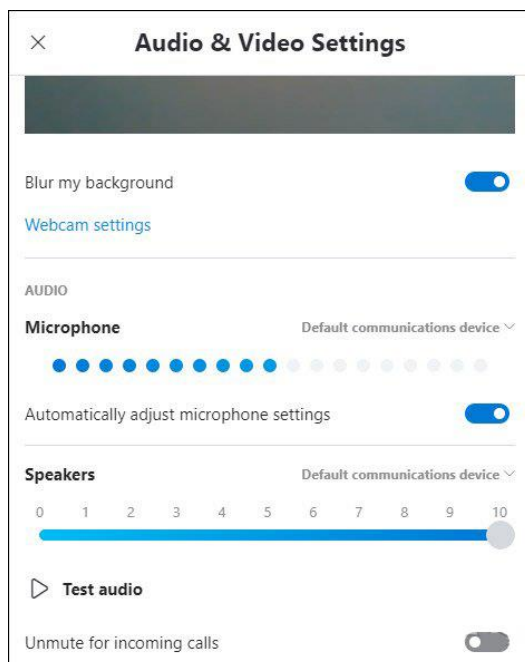 Audio & Video Settings
Blur my background
Webcam settings
AUDIO
Microphone Default communications device
Automatically adjust microphone settings
Speakers Default communications device
0 1 2 3 4 5 6 7 8 9 10
Test audio
Unmute for incoming calls